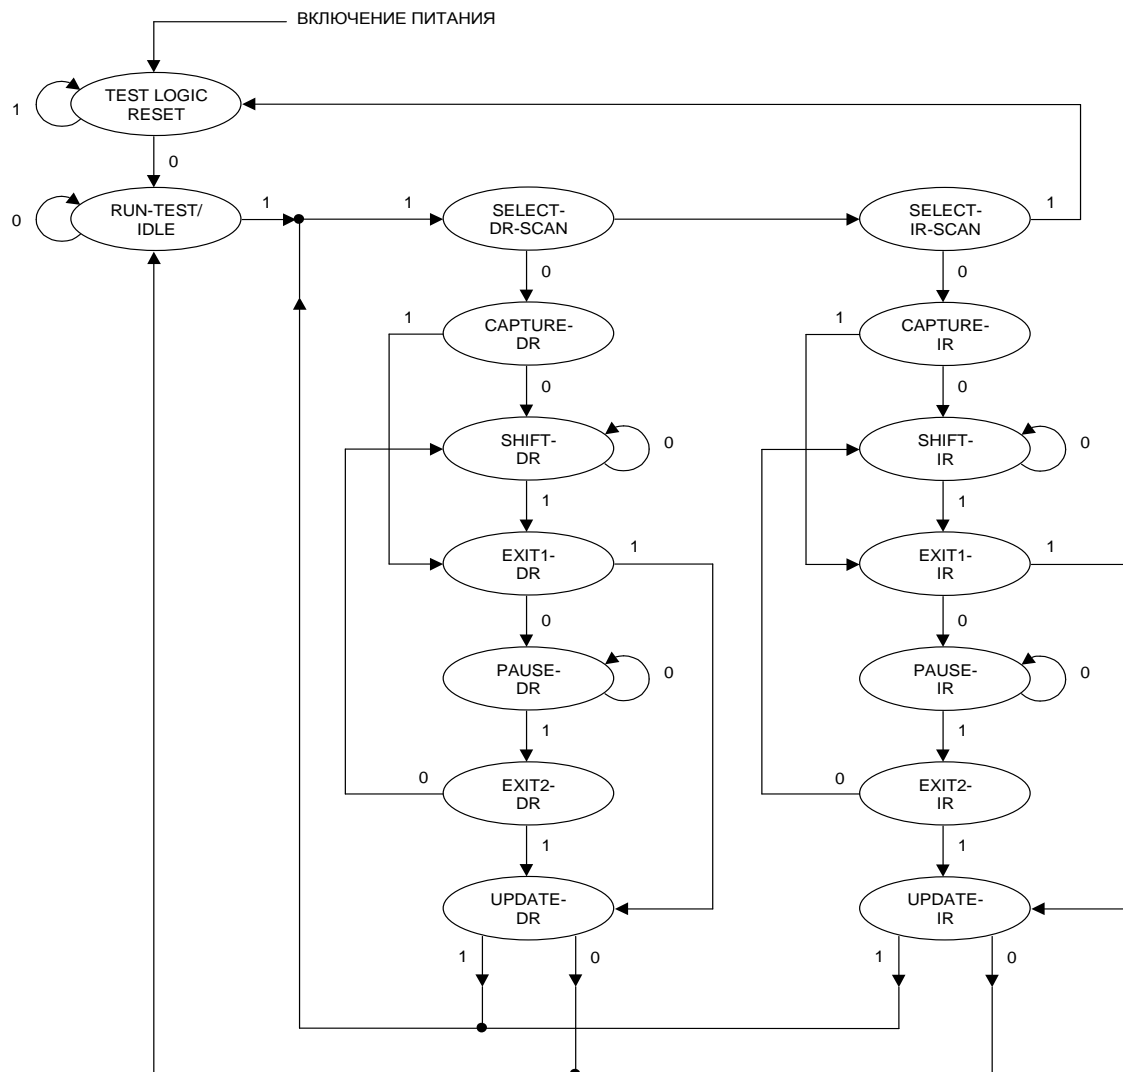 ВКЛЮЧЕНИЕ ПИТАНИЯ
TEST LOGIC
RESET
1
0
RUN-TEST/
IDLE
0
1
1
SELECT-
DR-SCAN
SELECT-
IR-SCAN
1
0
0
1
CAPTURE-
DR
1
CAPTURE-
IR
0
0
SHIFT-
DR
0
SHIFT-
IR
0
1
1
EXIT1-
DR
1
EXIT1-
IR
1
0
0
PAUSE-
DR
0
PAUSE-
IR
0
1
1
0
EXIT2-
DR
0
EXIT2-
IR
1
1
UPDATE-
DR
UPDATE-
IR
1
0
1
0